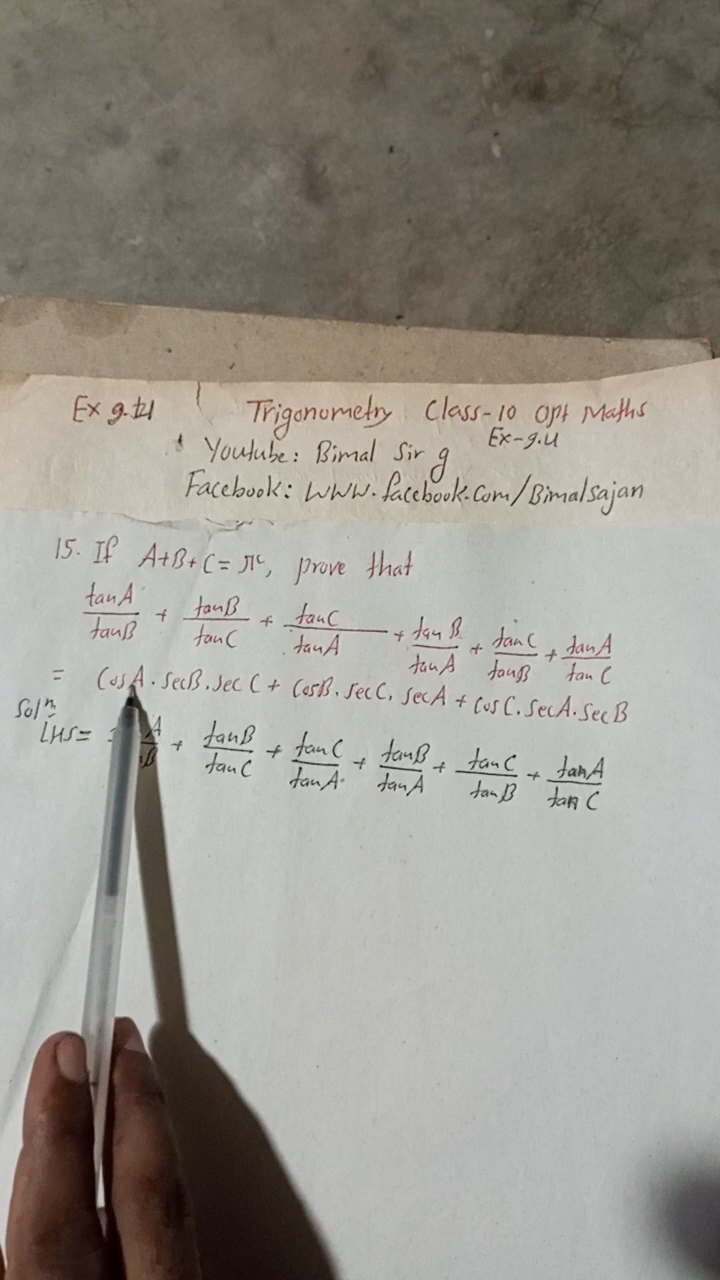 Ex 9.4 Trigonometry Class-10 Opt Maths
Ex-9.4
Youtube: Bimal Sir g
Facebook: WWW.facebook.Com/Bimalsajan
15. If A+B+C = πᶜ, prove that
tanA/tanB + tanB/tanC + tanC/tanA + tanB/tanA + tanC/tanB + tanA/tanC
= CosA.secB.secC + CosB.secC.secA + CosC.SecA.SecB
Solⁿ:
LHS = A/B + tanB/tanC + tanC/tanA + tanB/tanA + tanC/tanB + tanA/tanC